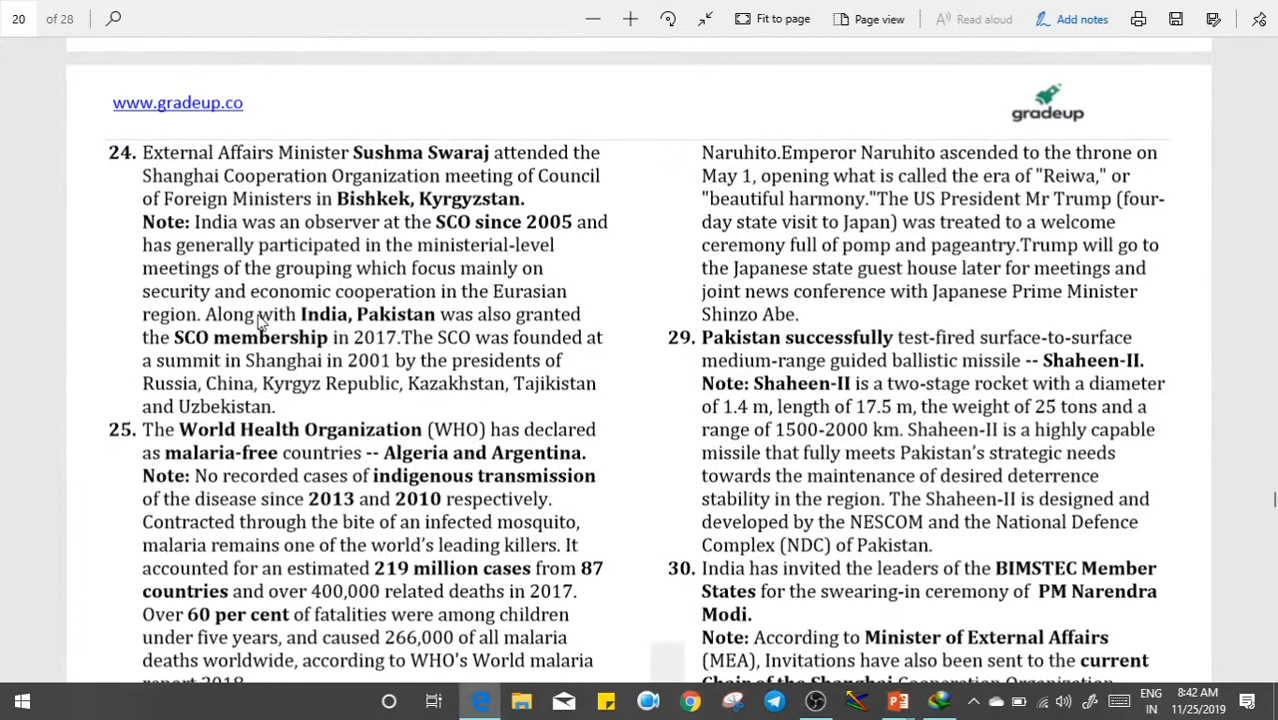 20 of 28
Fit to page
Page view
Read aloud
Add notes
www.gradeup.co
gradeup
24. External Affairs Minister Sushma Swaraj attended the
Shanghai Cooperation Organization meeting of Council
of Foreign Ministers in Bishkek, Kyrgyzstan.
Note: India was an observer at the SCO since 2005 and
has generally participated in the ministerial-level
meetings of the grouping which focus mainly on
security and economic cooperation in the Eurasian
region. Along with India, Pakistan was also granted
the SCO membership in 2017.The SCO was founded at
a summit in Shanghai in 2001 by the presidents of
Russia, China, Kyrgyz Republic, Kazakhstan, Tajikistan
and Uzbekistan.
25. The World Health Organization (WHO) has declared
as malaria-free countries -- Algeria and Argentina.
Note: No recorded cases of indigenous transmission
of the disease since 2013 and 2010 respectively.
Contracted through the bite of an infected mosquito,
malaria remains one of the world's leading killers. It
accounted for an estimated 219 million cases from 87
countries and over 400,000 related deaths in 2017.
Over 60 per cent of fatalities were among children
under five years, and caused 266,000 of all malaria
deaths worldwide, according to WHO's World malaria
report 2018.
Naruhito.Emperor Naruhito ascended to the throne on
May 1, opening what is called the era of "Reiwa," or
"beautiful harmony."The US President Mr Trump (four-
day state visit to Japan) was treated to a welcome
ceremony full of pomp and pageantry.Trump will go to
the Japanese state guest house later for meetings and
joint news conference with Japanese Prime Minister
Shinzo Abe.
29. Pakistan successfully test-fired surface-to-surface
medium-range guided ballistic missile -- Shaheen-II.
Note: Shaheen-II is a two-stage rocket with a diameter
of 1.4 m, length of 17.5 m, the weight of 25 tons and a
range of 1500-2000 km. Shaheen-II is a highly capable
missile that fully meets Pakistan's strategic needs
towards the maintenance of desired deterrence
stability in the region. The Shaheen-II is designed and
developed by the NESCOM and the National Defence
Complex (NDC) of Pakistan.
30. India has invited the leaders of the BIMSTEC Member
States for the swearing-in ceremony of PM Narendra
Modi.
Note: According to Minister of External Affairs
(MEA), Invitations have also been sent to the current
Chair of the Shanghai Cooperation Organization
ENG
IN
8:42 AM
11/25/2019